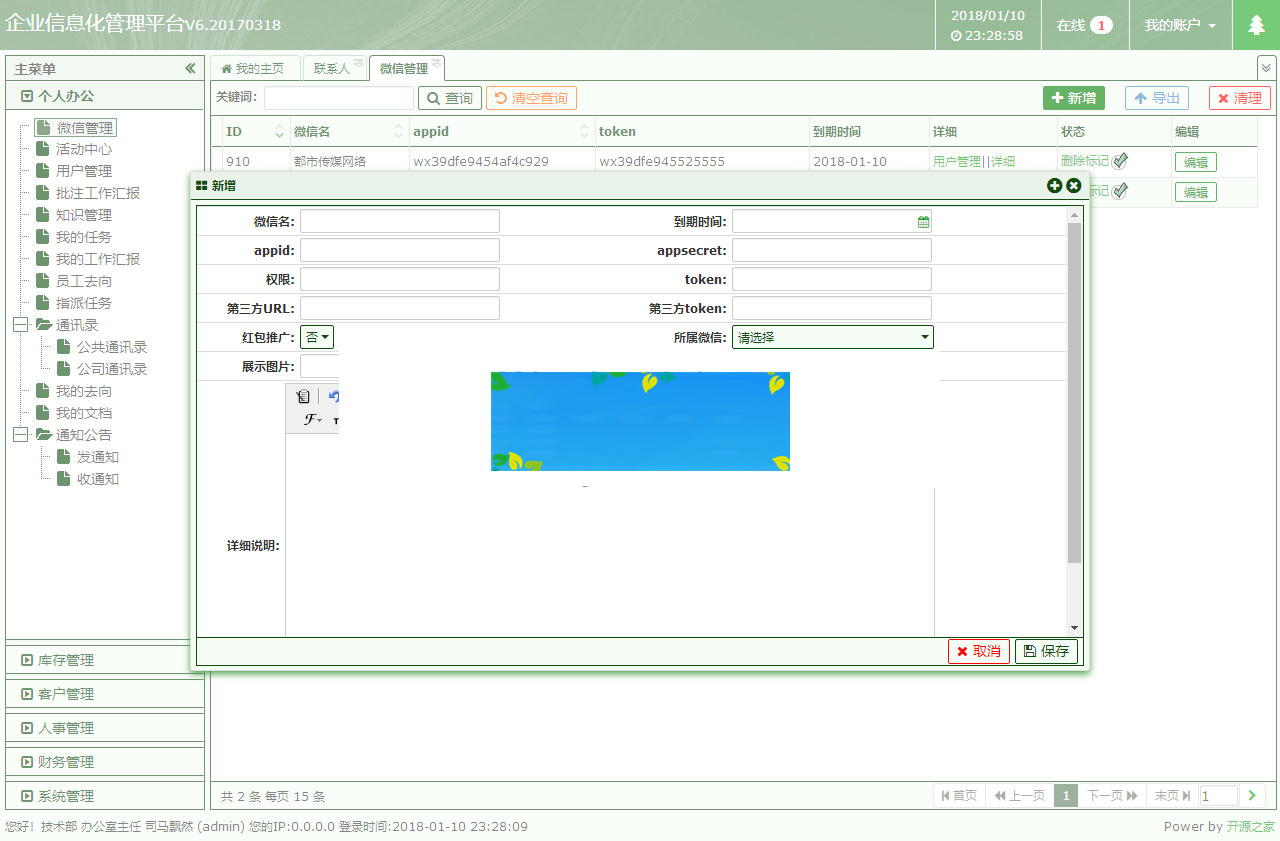 企业信息化管理平台V6.20170318
2018/01/10
23:28:58
在线 1
我的账户
主菜单
我的主页
联系人
微信管理
个人办公
关键词:
查询
清空查询
新增
导出
清理
ID 微信名 appid token 到期时间 详细 状态 编辑
910 都市传媒网络 wx39dfe9454af4c929 wx39dfe945525555 2018-01-10 用户管理||详细 删除标记 编辑
标记 编辑
微信管理
活动中心
用户管理
批注工作汇报
知识管理
我的任务
我的工作汇报
员工去向
指派任务
通讯录
公共通讯录
公司通讯录
我的去向
我的文档
通知公告
发通知
收通知
新增
微信名: 到期时间:
appid: appsecret:
权限: token:
第三方URL: 第三方token:
红包推广: 否 所属微信: 请选择
展示图片:
详细说明:
取消 保存
库存管理
客户管理
人事管理
财务管理
系统管理
共 2 条 每页 15 条
首页 上一页 1 下一页 末页 1
您好！技术部 办公室主任 司马飘然 (admin) 您的IP:0.0.0.0 登录时间:2018-01-10 23:28:09
Power by 开源之家